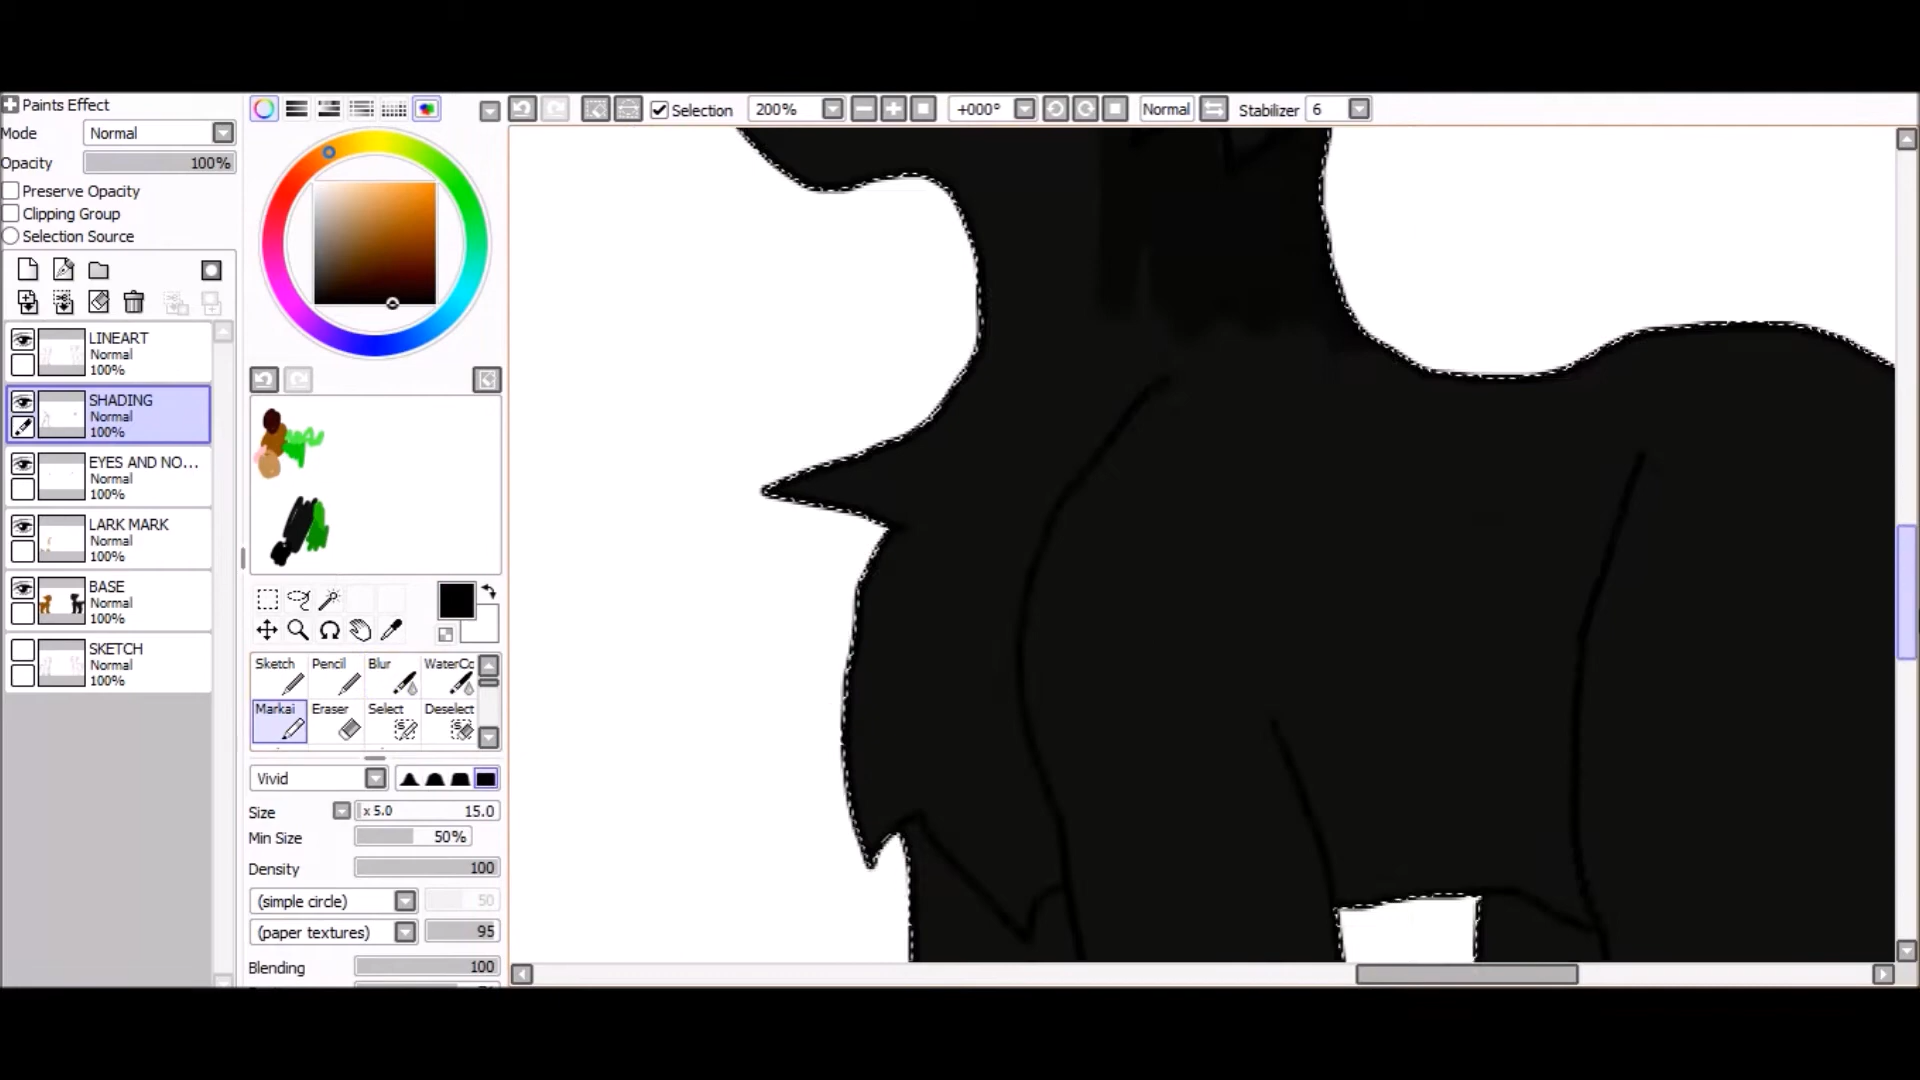 Paints Effect
Mode Normal
Opacity 100%
Preserve Opacity
Clipping Group
Selection Source
LINEART
Normal
100%
SHADING
Normal
100%
EYES AND NO...
Normal
100%
LARK MARK
Normal
100%
BASE
Normal
100%
SKETCH
Normal
100%
Selection 200% +000° Normal Stabilizer 6
Sketch Pencil Blur WaterCo
Markai Eraser Select Deselect
Vivid
Size x 5.0 15.0
Min Size 50%
Density 100
(simple circle) 50
(paper textures) 95
Blending 100